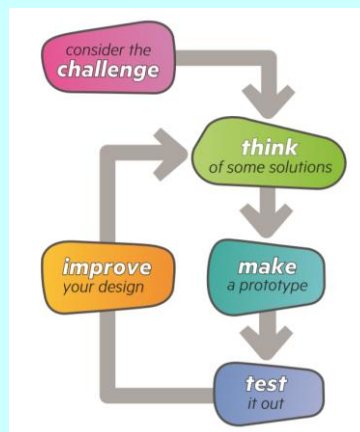 consider the
challenge
think
of some solutions
make
a prototype
test
it out
improve
your design